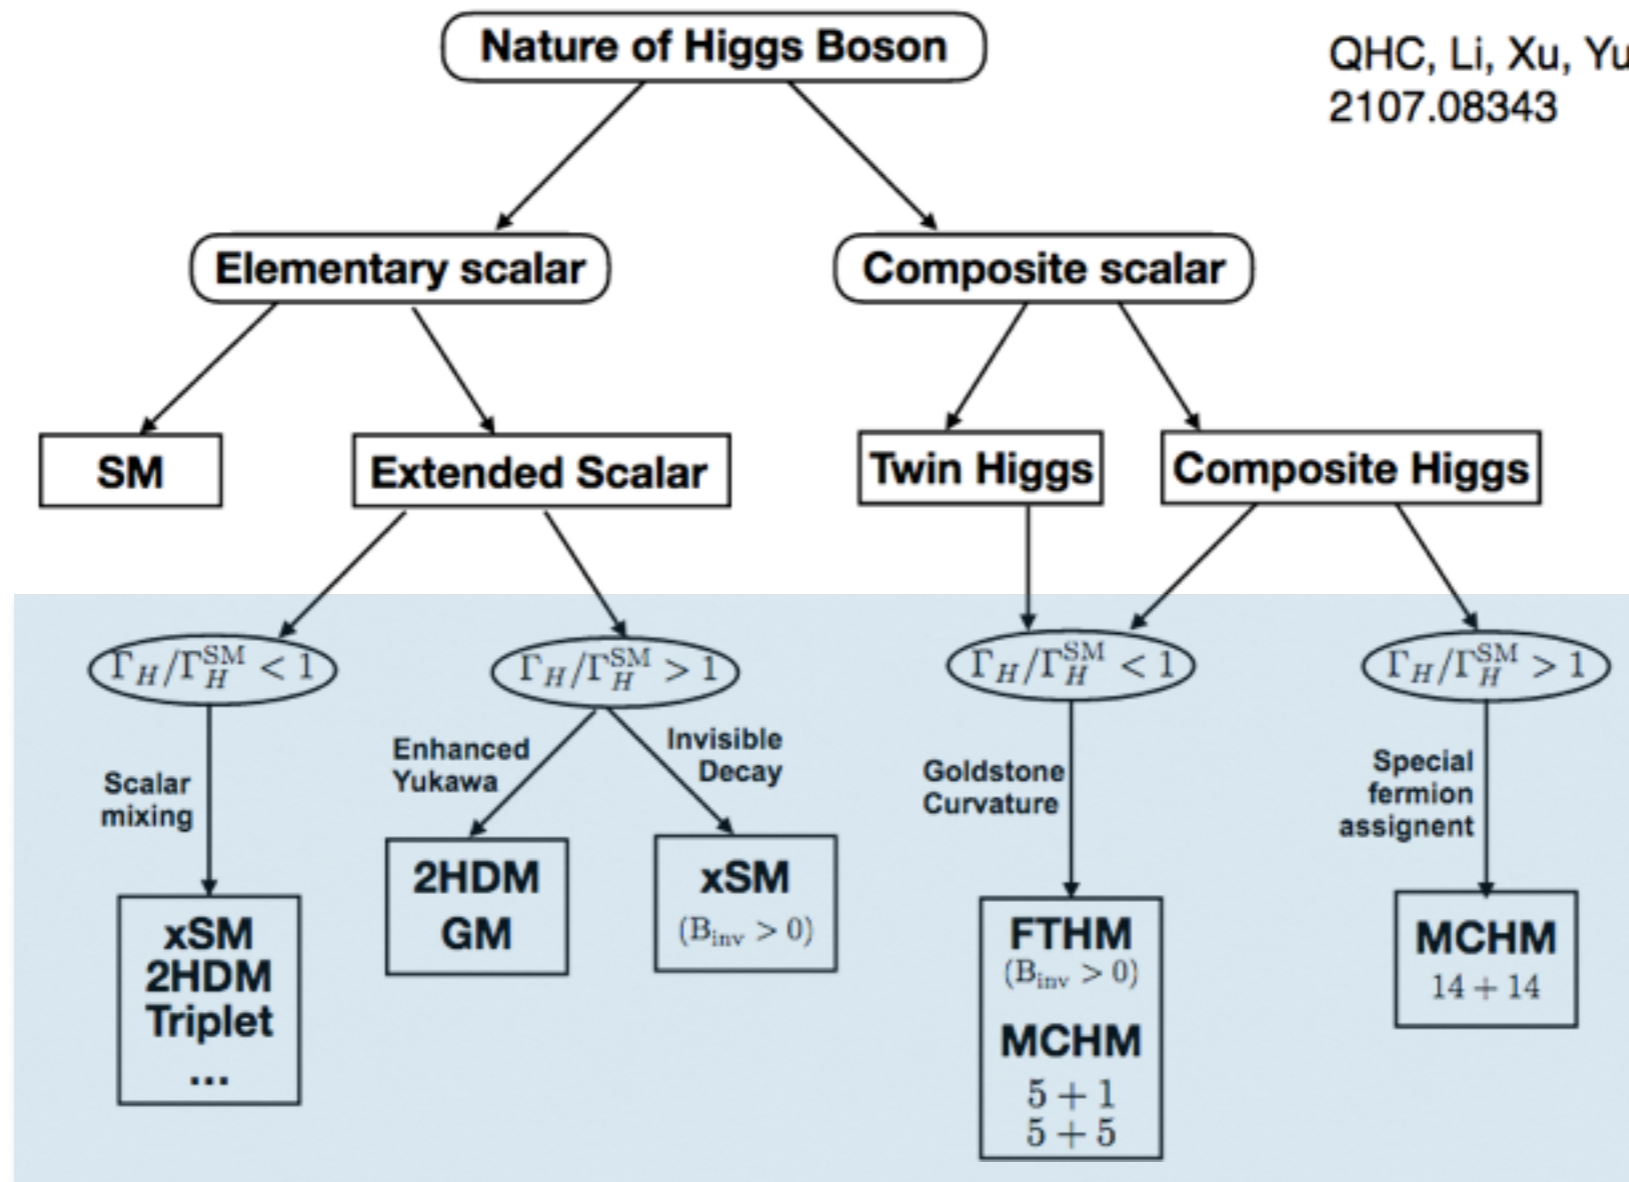 Nature of Higgs Boson
QHC, Li, Xu, Yu
2107.08343
Elementary scalar
Composite scalar
SM
Extended Scalar
Twin Higgs
Composite Higgs
Γ_H/Γ_H^SM < 1
Γ_H/Γ_H^SM > 1
Γ_H/Γ_H^SM < 1
Γ_H/Γ_H^SM > 1
Scalar
mixing
Enhanced
Yukawa
Invisible
Decay
Goldstone
Curvature
Special
fermion
assignent
xSM
2HDM
Triplet
...
2HDM
GM
xSM
(B_inv > 0)
FTHM
(B_inv > 0)
MCHM
5 + 1
5 + 5
MCHM
14 + 14